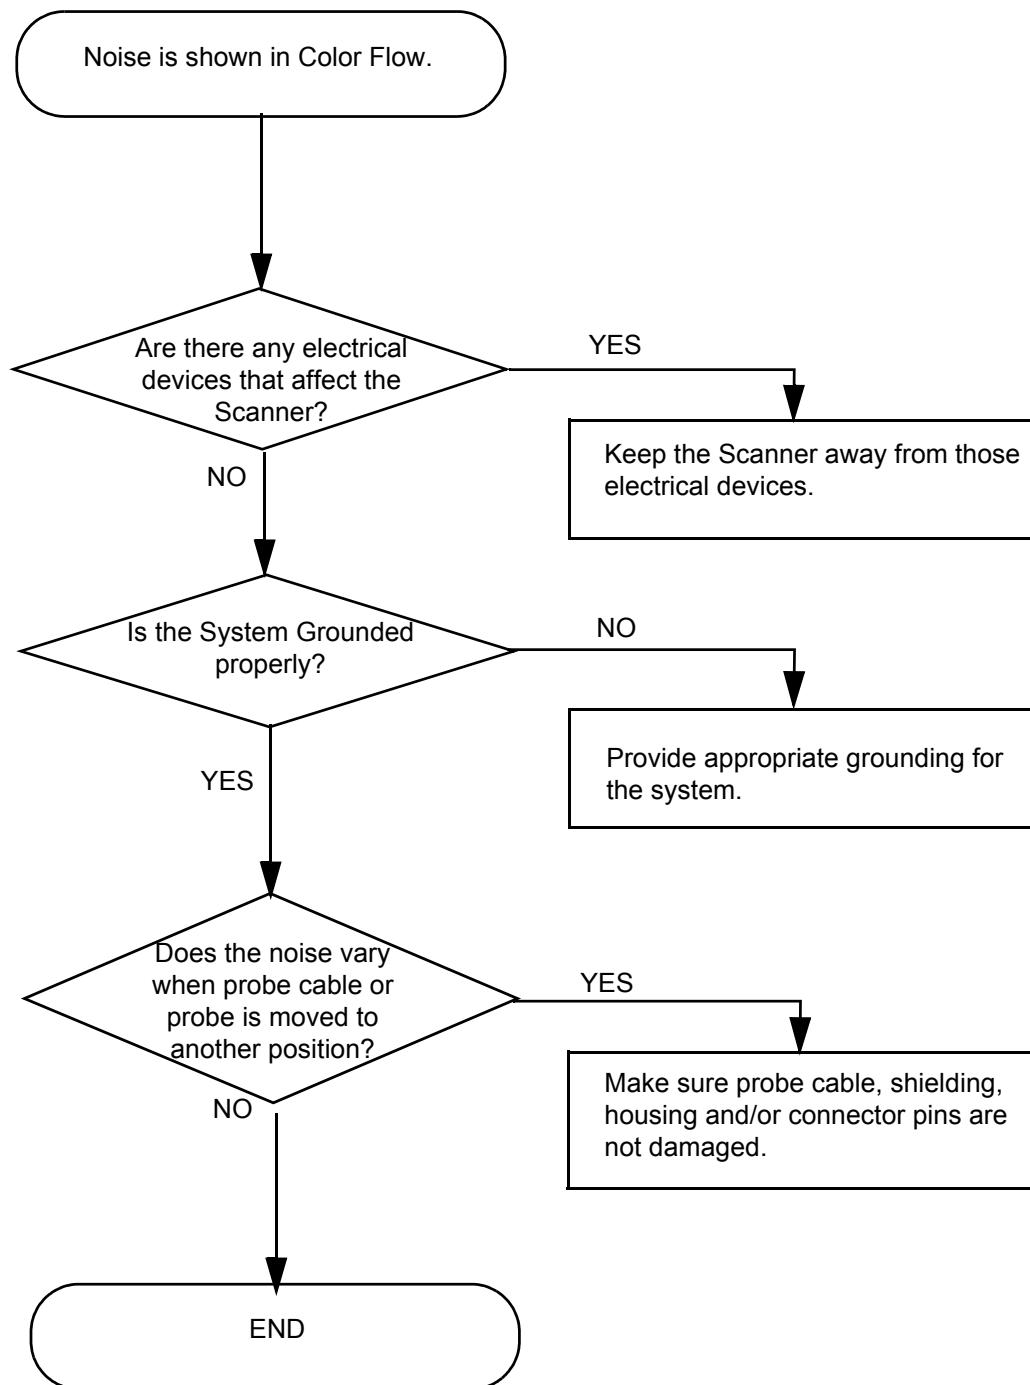 Noise is shown in Color Flow.
Are there any electrical
devices that affect the
Scanner?
YES
Keep the Scanner away from those
electrical devices.
NO
Is the System Grounded
properly?
NO
Provide appropriate grounding for
the system.
YES
Does the noise vary
when probe cable or
probe is moved to
another position?
YES
Make sure probe cable, shielding,
housing and/or connector pins are
not damaged.
NO
END